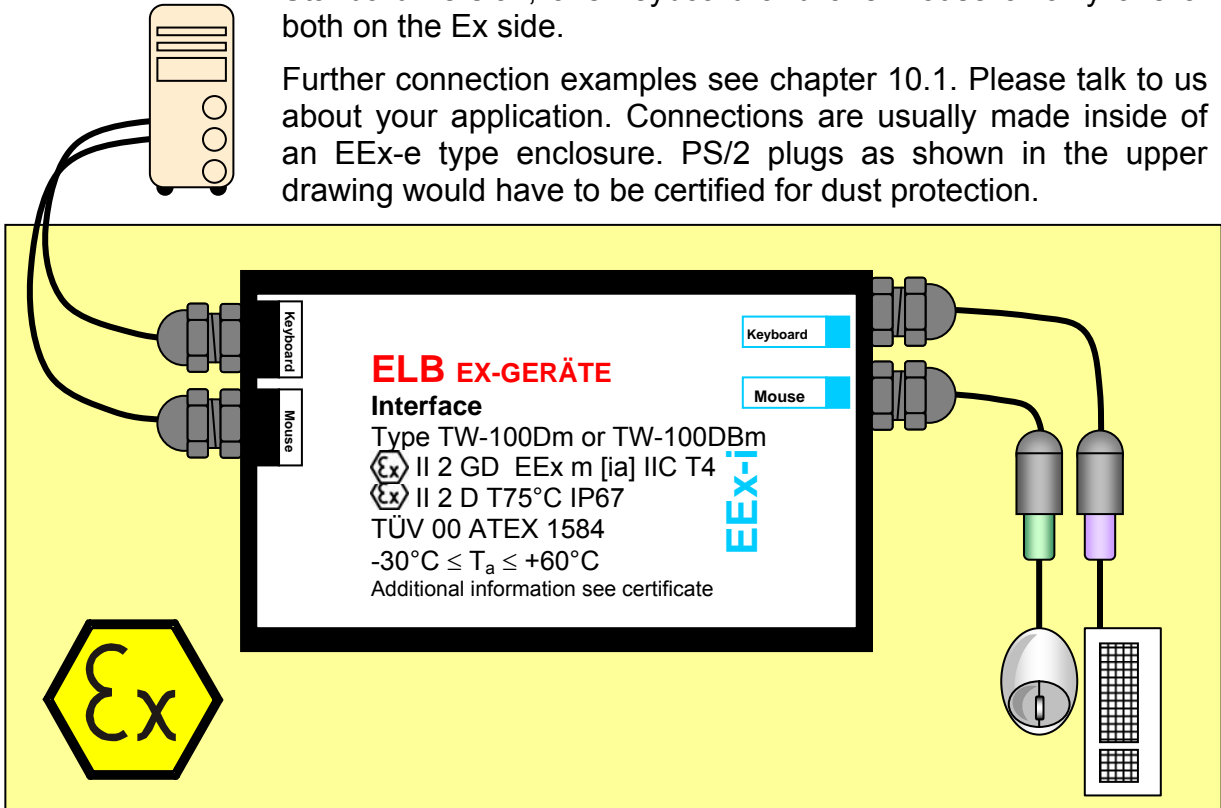 both on the Ex side.
Further connection examples see chapter 10.1. Please talk to us
about your application. Connections are usually made inside of
an EEx-e type enclosure. PS/2 plugs as shown in the upper
drawing would have to be certified for dust protection.
Keyboard
Mouse
ELB EX-GERÄTE
Interface
Type TW-100Dm or TW-100DBm
Ex II 2 GD EEx m [ia] IIC T4
Ex II 2 D T75°C IP67
TÜV 00 ATEX 1584
-30°C ≤ Ta ≤ +60°C
Additional information see certificate
Keyboard
Mouse
EEx-i
Ex